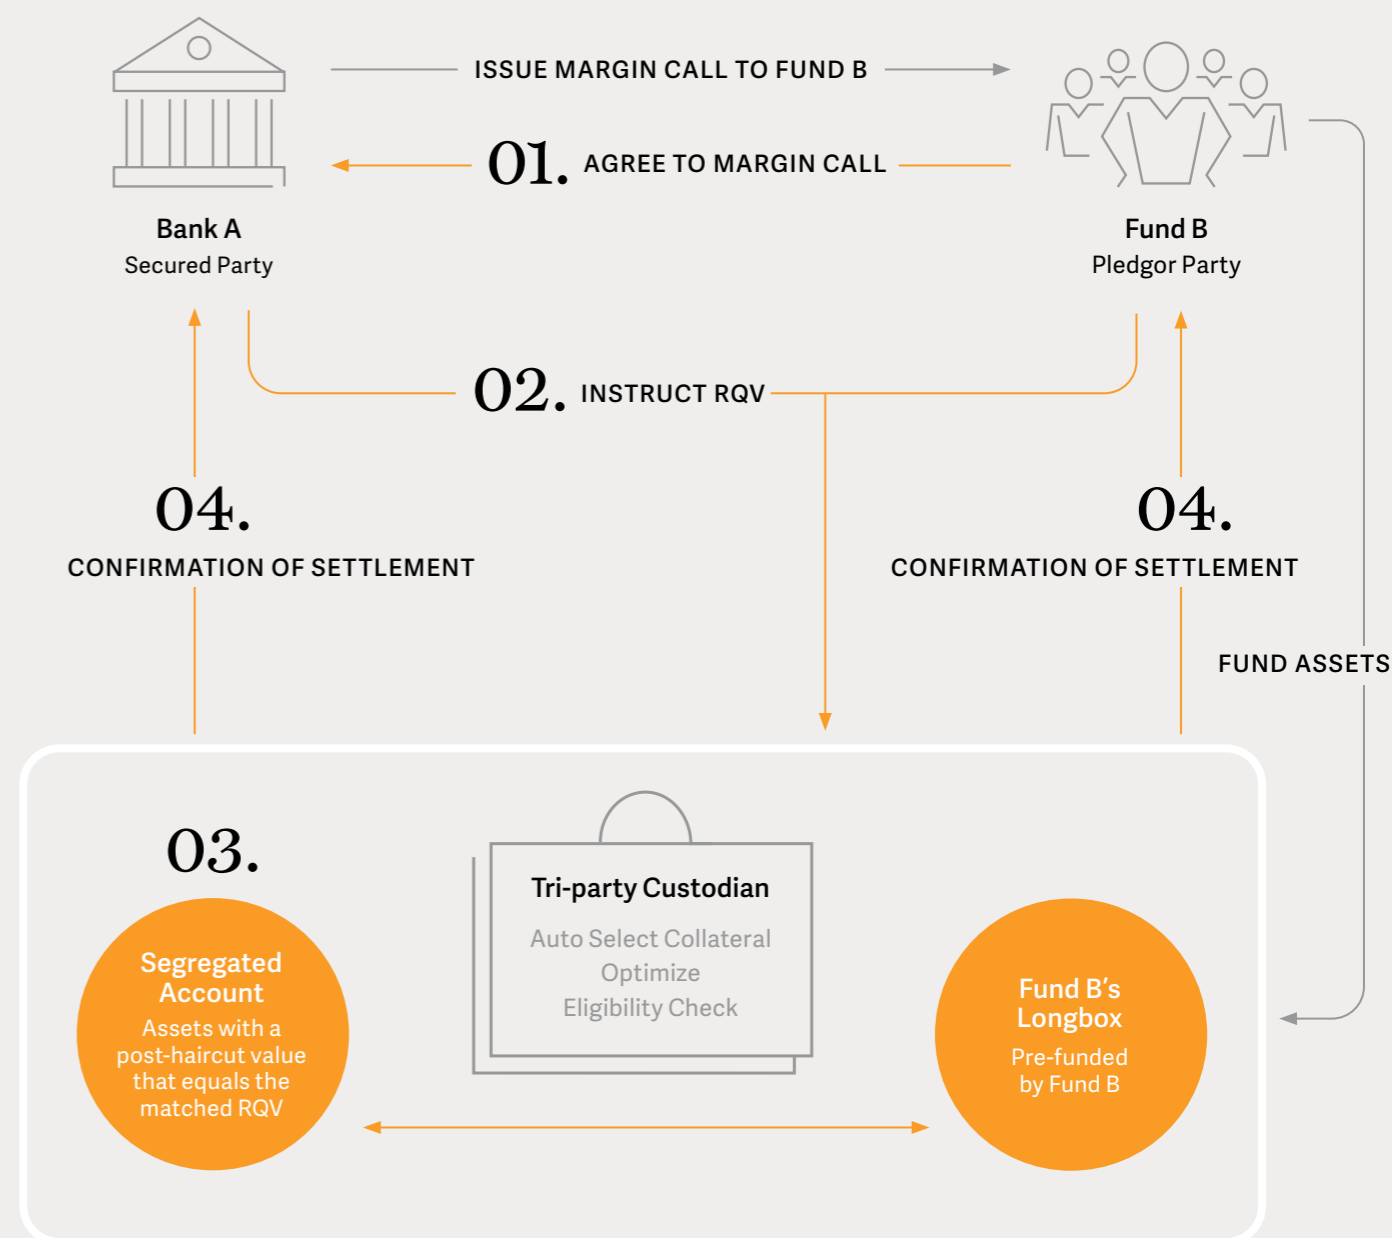 ISSUE MARGIN CALL TO FUND B
01. AGREE TO MARGIN CALL
Bank A
Secured Party
Fund B
Pledgor Party
02. INSTRUCT RQV
04.
CONFIRMATION OF SETTLEMENT
04.
CONFIRMATION OF SETTLEMENT
FUND ASSETS
03.
Segregated
Account
Assets with a
post-haircut value
that equals the
matched RQV
Tri-party Custodian
Auto Select Collateral
Optimize
Eligibility Check
Fund B’s
Longbox
Pre-funded
by Fund B